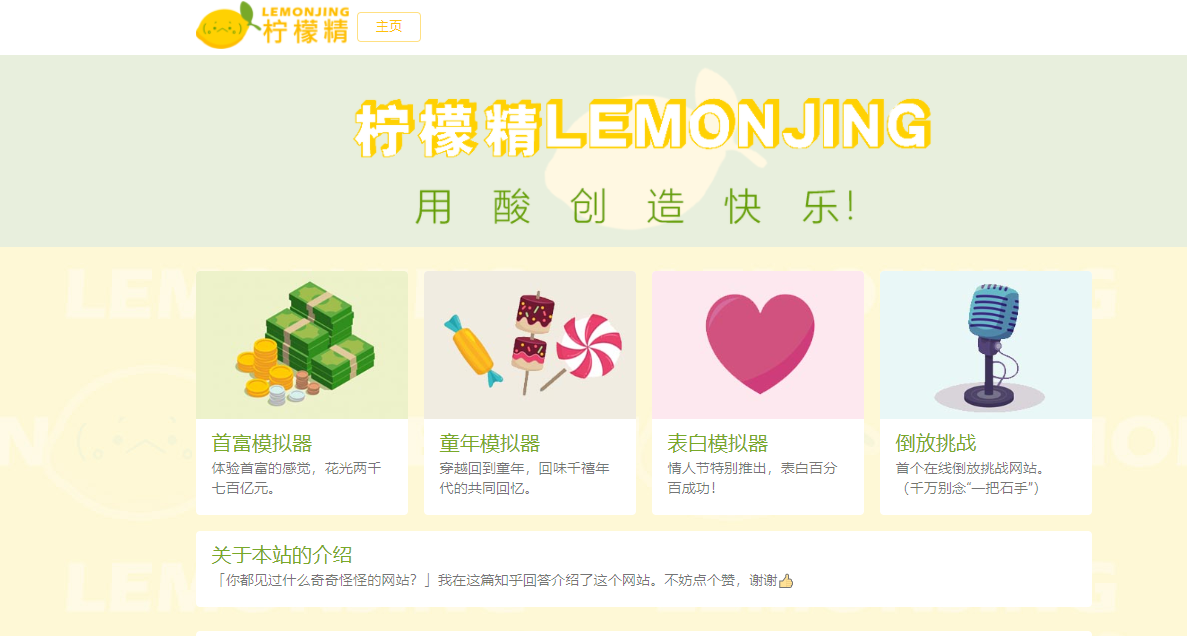 LEMONJING
柠檬精
主页
柠檬精LEMONJING
用 酸 创 造 快 乐!
首富模拟器
体验首富的感觉，花光两千
七百亿元。
童年模拟器
穿越回到童年，回味千禧年
代的共同回忆。
表白模拟器
情人节特别推出，表白百分
百成功！
倒放挑战
首个在线倒放挑战网站。
（千万别念“一把石手”）
关于本站的介绍
「你都见过什么奇奇怪怪的网站？」我在这篇知乎回答介绍了这个网站。不妨点个赞，谢谢👍